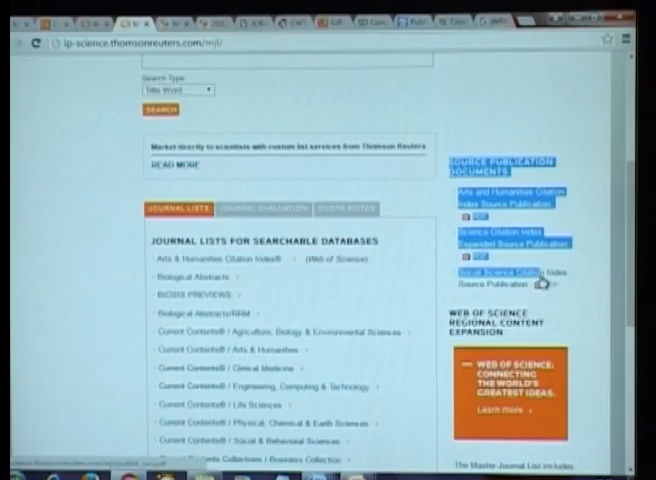 ip-science.thomsonreuters.com/mjl/
Search Type:
Title Word
SEARCH
Market directly to scientists with custom list services from Thomson Reuters
READ MORE
JOURNAL LISTS
JOURNAL EVALUATION
SCOPE NOTES
JOURNAL LISTS FOR SEARCHABLE DATABASES
Arts & Humanities Citation Index® (Web of Science)
Biological Abstracts
BIOSIS PREVIEWS
Biological Abstracts/RRM
Current Contents® / Agriculture, Biology & Environmental Sciences
Current Contents® / Arts & Humanities
Current Contents® / Clinical Medicine
Current Contents® / Engineering, Computing & Technology
Current Contents® / Life Sciences
Current Contents® / Physical, Chemical & Earth Sciences
Current Contents® / Social & Behavioral Sciences
Collections / Business Collection
SOURCE PUBLICATION
DOCUMENTS
Arts and Humanities Citation
Index Source Publication
PDF
Science Citation Index
Expanded Source Publication
PDF
Social Science Citation Index
Source Publication
WEB OF SCIENCE
REGIONAL CONTENT
EXPANSION
WEB OF SCIENCE:
CONNECTING
THE WORLD'S
GREATEST IDEAS.
Learn more
The Master Journal List includes